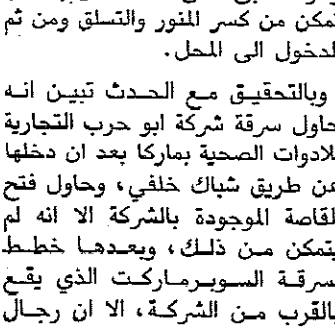 تمكن من كسر المنور والتسلق ومن ثم
لدخول الى المحل.
وبالتحقيق مع الحدث تبين انه
حاول سرقة شركة ابو حرب التجارية
للادوات الصحية بماركا بعد ان دخلها
عن طريق شباك خلفي، وحاول فتح
لقاصة الموجودة بالشركة الا انه لم
يتمكن من ذلك، وبعدها خطط
لسرقة السوبرماركت الذي يقع
بالقرب من الشركة، الا ان رجال